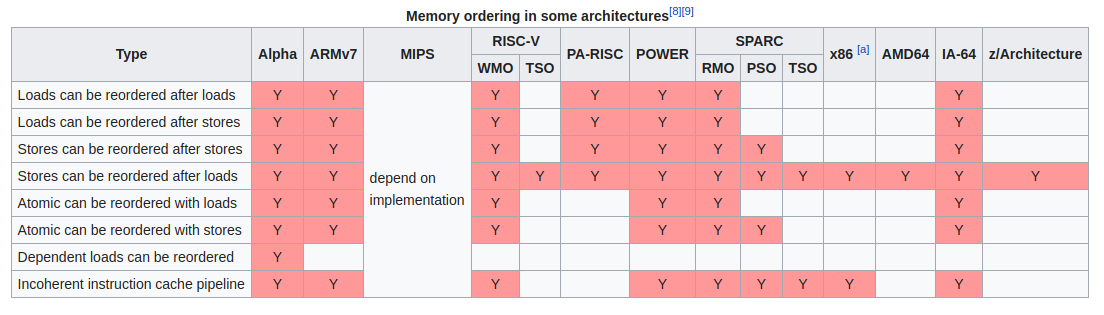 Memory ordering in some architectures[8][9]
Type Alpha ARMv7 MIPS RISC-V PA-RISC POWER SPARC x86 [a] AMD64 IA-64 z/Architecture
WMO TSO RMO PSO TSO
Loads can be reordered after loads Y Y Y Y Y Y Y
Loads can be reordered after stores Y Y Y Y Y Y Y
Stores can be reordered after stores Y Y Y Y Y Y Y Y
Stores can be reordered after loads Y Y depend on implementation Y Y Y Y Y Y Y Y Y Y Y
Atomic can be reordered with loads Y Y Y Y Y Y
Atomic can be reordered with stores Y Y Y Y Y Y Y
Dependent loads can be reordered Y
Incoherent instruction cache pipeline Y Y Y Y Y Y Y Y Y